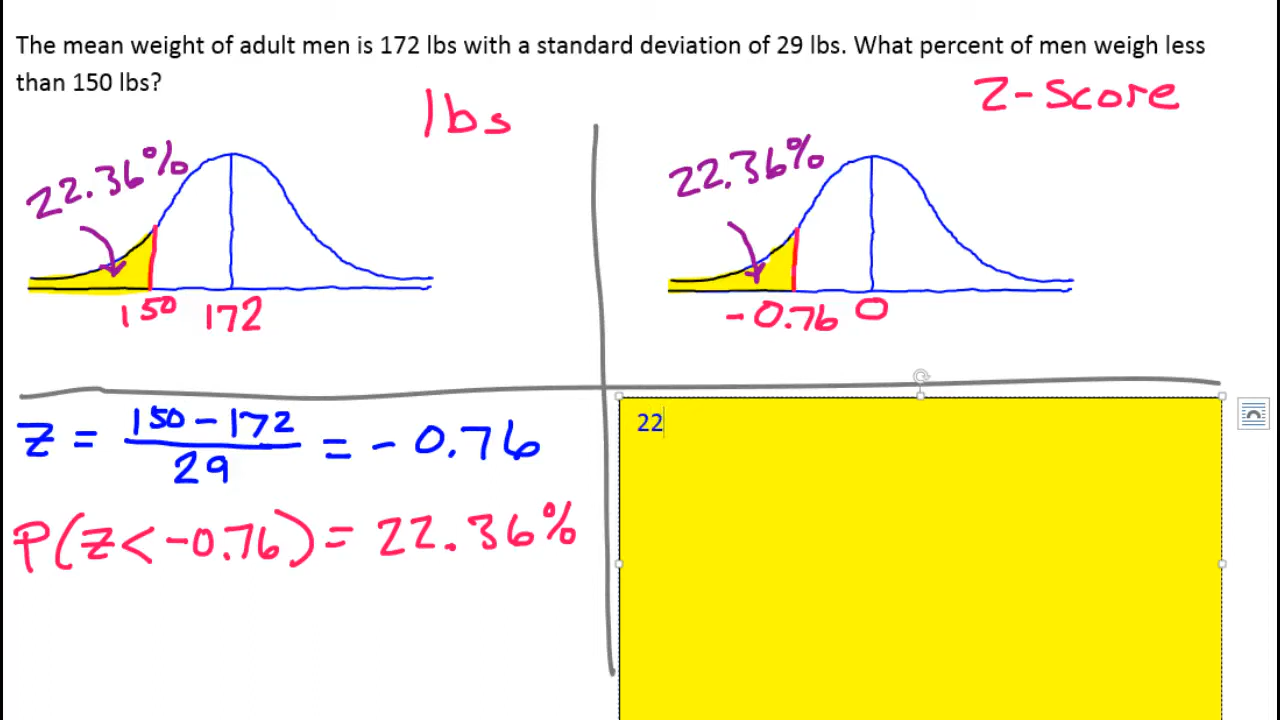 The mean weight of adult men is 172 lbs with a standard deviation of 29 lbs. What percent of men weigh less
than 150 lbs?
lbs
z-score
22.36%
150 172
22.36%
-0.76 0
z = 150-172 / 29 = -0.76
P(z<-0.76) = 22.36%
22